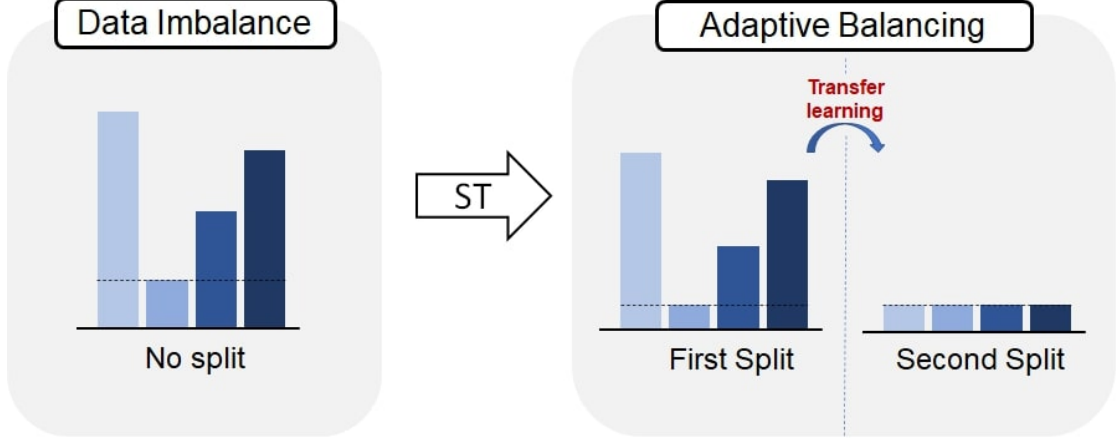 Data Imbalance
No split
ST
Adaptive Balancing
Transfer
learning
First Split
Second Split